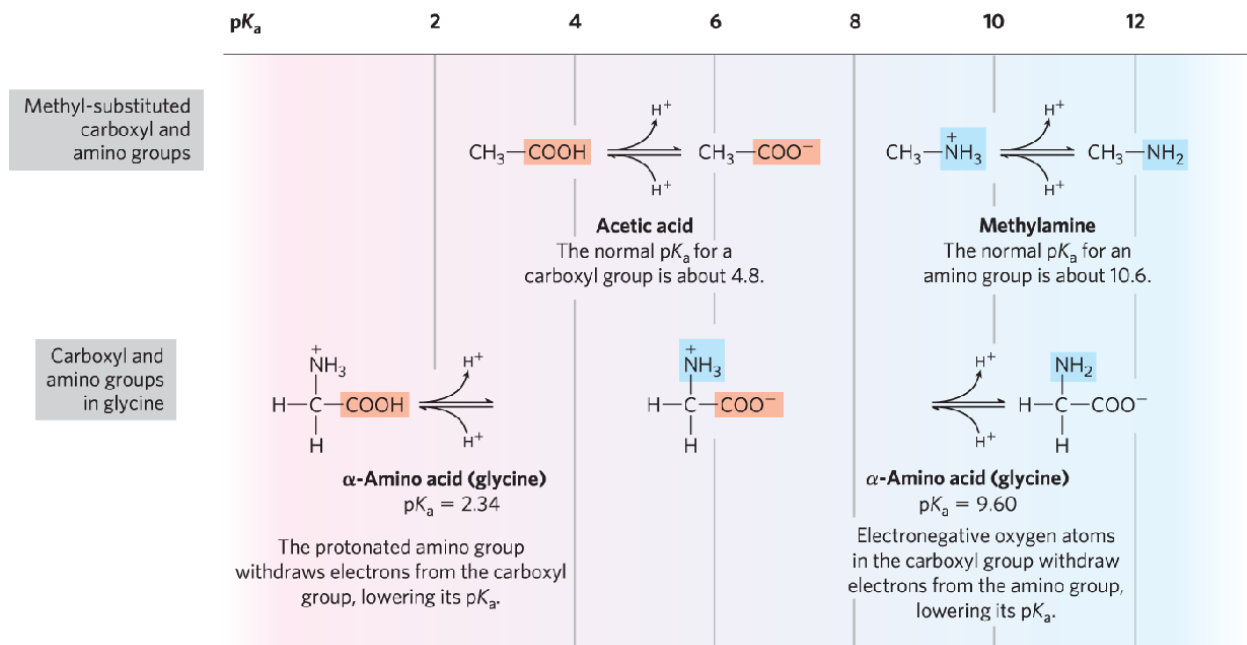 pKa 2 4 6 8 10 12
Methyl-substituted
carboxyl and
amino groups
H+ H+
CH3—COOH CH3—COO− CH3—N+H3 CH3—NH2
H+ H+
Acetic acid
The normal pKa for a
carboxyl group is about 4.8.
Methylamine
The normal pKa for an
amino group is about 10.6.
Carboxyl and
amino groups
in glycine
+NH3 H+ +NH3 H+ NH2
H—C—COOH H—C—COO− H—C—COO−
H H+ H H+ H
α-Amino acid (glycine)
pKa = 2.34
The protonated amino group
withdraws electrons from the carboxyl
group, lowering its pKa.
α-Amino acid (glycine)
pKa = 9.60
Electronegative oxygen atoms
in the carboxyl group withdraw
electrons from the amino group,
lowering its pKa.